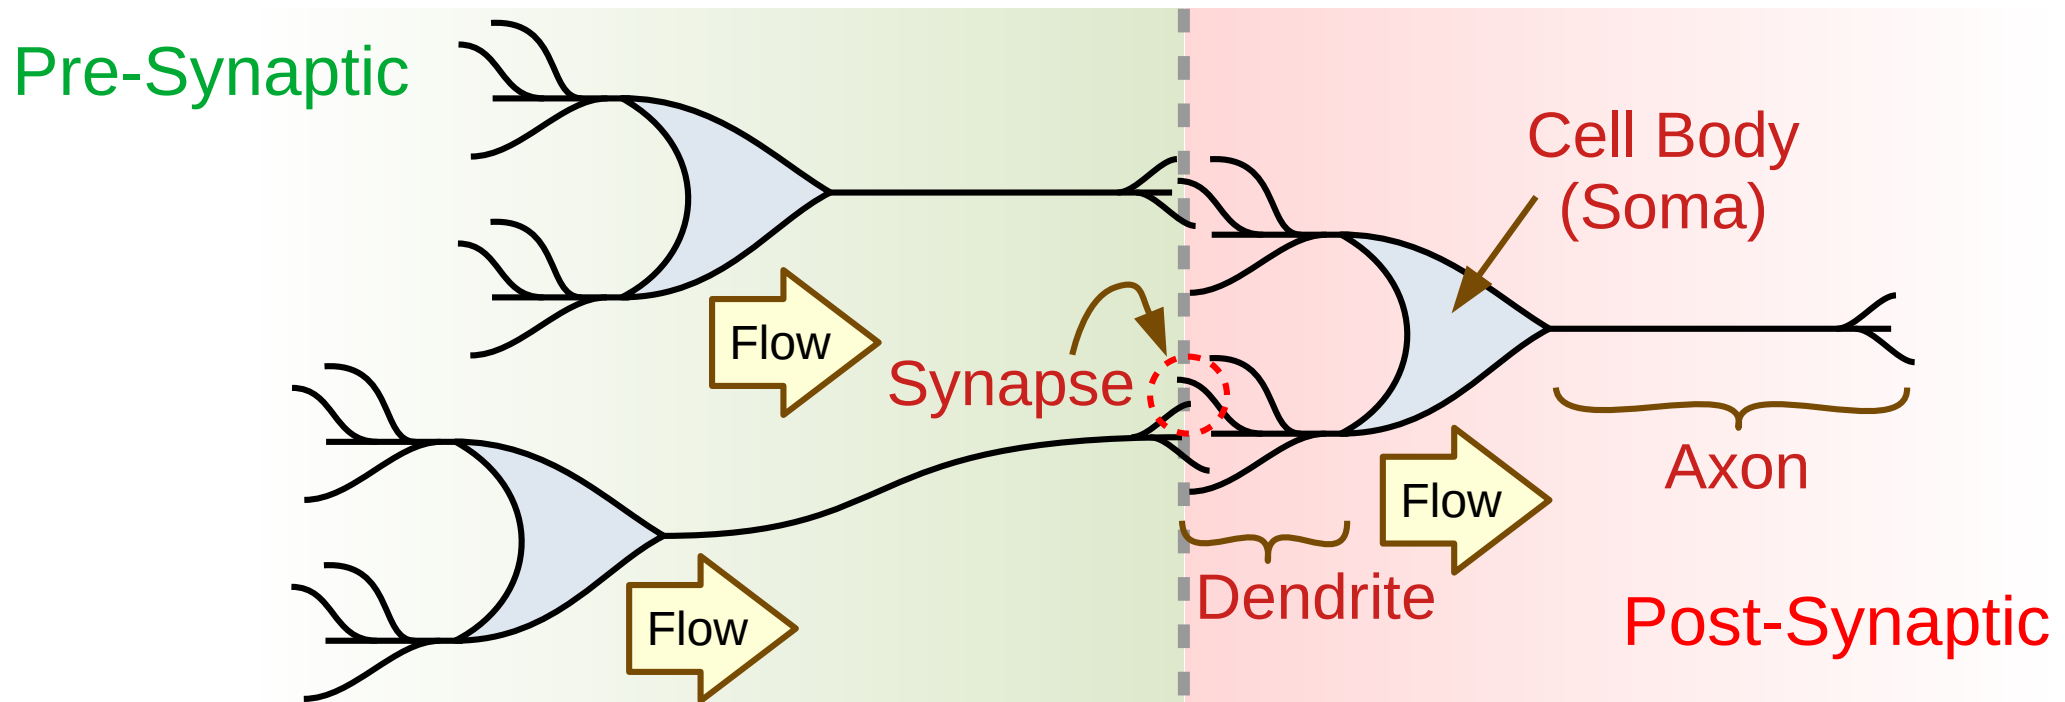 Pre-Synaptic
Cell Body
(Soma)
Flow
Synapse
Axon
Flow
Dendrite
Flow
Post-Synaptic